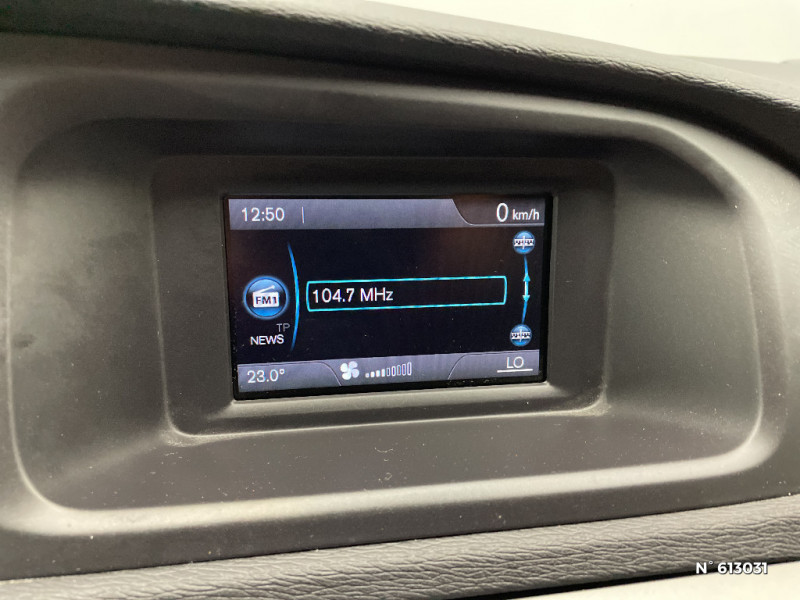 12:50
0 km/h
FM1
104.7 MHz
TP
NEWS
23.0°
LO
N° 613031